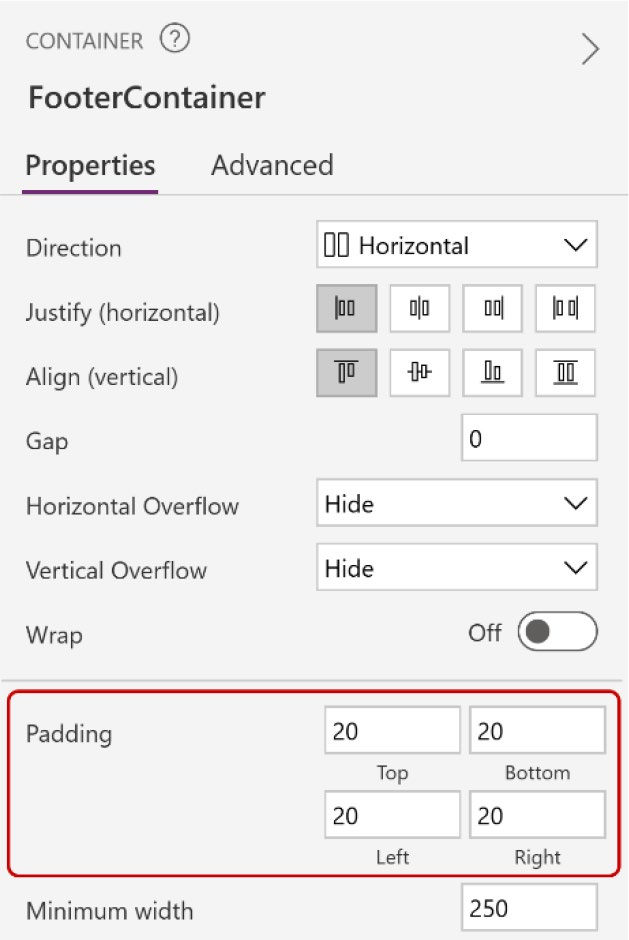 CONTAINER ?
FooterContainer
Properties Advanced
Direction Horizontal
Justify (horizontal)
Align (vertical)
Gap 0
Horizontal Overflow Hide
Vertical Overflow Hide
Wrap Off
Padding 20 20
Top Bottom
20 20
Left Right
Minimum width 250